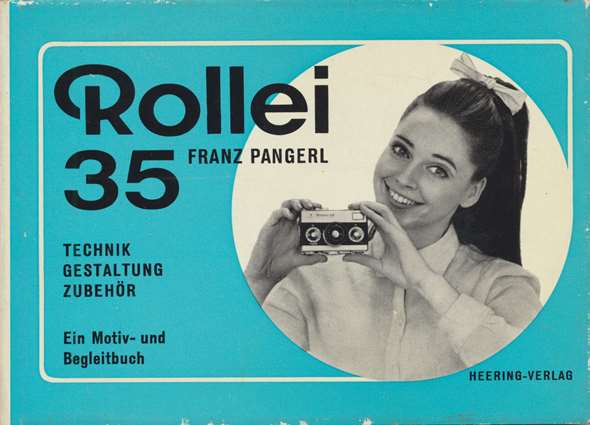 Rollei
35 FRANZ PANGERL
TECHNIK
GESTALTUNG
ZUBEHÖR
Ein Motiv- und
Begleitbuch
HEERING-VERLAG